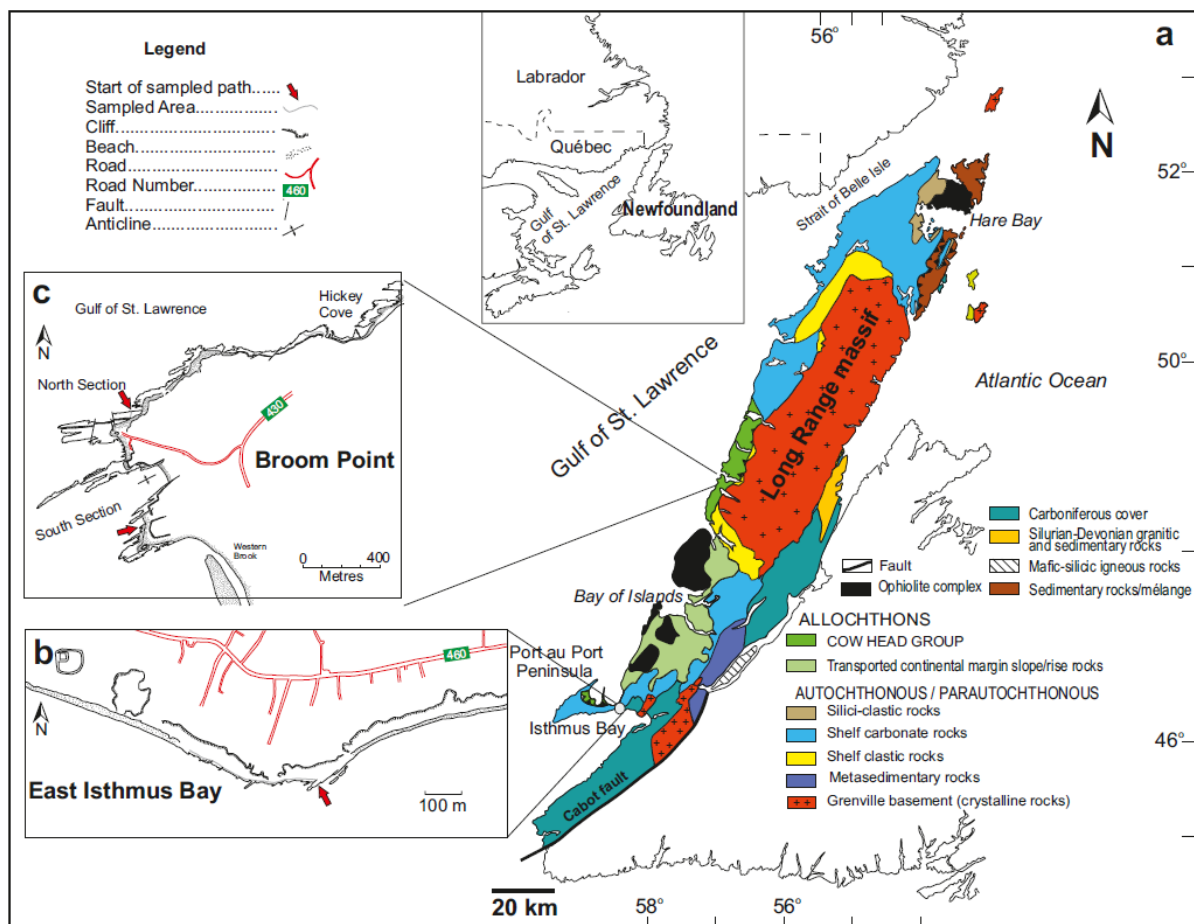 Legend
Start of sampled path......
Sampled Area................
Cliff..............................
Beach..........................
Road............................
Road Number..............
460
Fault............................
Anticline......................
Labrador
Québec
Gulf
of St. Lawrence
Newfoundland
56°
a
N
52°
50°
46°
Strait of Belle Isle
Hare Bay
Long Range massif
Gulf of St. Lawrence
Atlantic Ocean
Bay of Islands
Port au Port
Peninsula
Isthmus Bay
Cabot fault
20 km
58°
56°
c
Gulf of St. Lawrence
Hickey
Cove
N
North Section
430
Broom Point
South Section
Western
Brook
0 400
Metres
b
460
N
East Isthmus Bay
100 m
Carboniferous cover
Silurian-Devonian granitic
and sedimentary rocks
Fault
Mafic-silicic igneous rocks
Ophiolite complex
Sedimentary rocks/mélange
ALLOCHTHONS
COW HEAD GROUP
Transported continental margin slope/rise rocks
AUTOCHTHONOUS / PARAUTOCHTHONOUS
Silici-clastic rocks
Shelf carbonate rocks
Shelf clastic rocks
Metasedimentary rocks
Grenville basement (crystalline rocks)